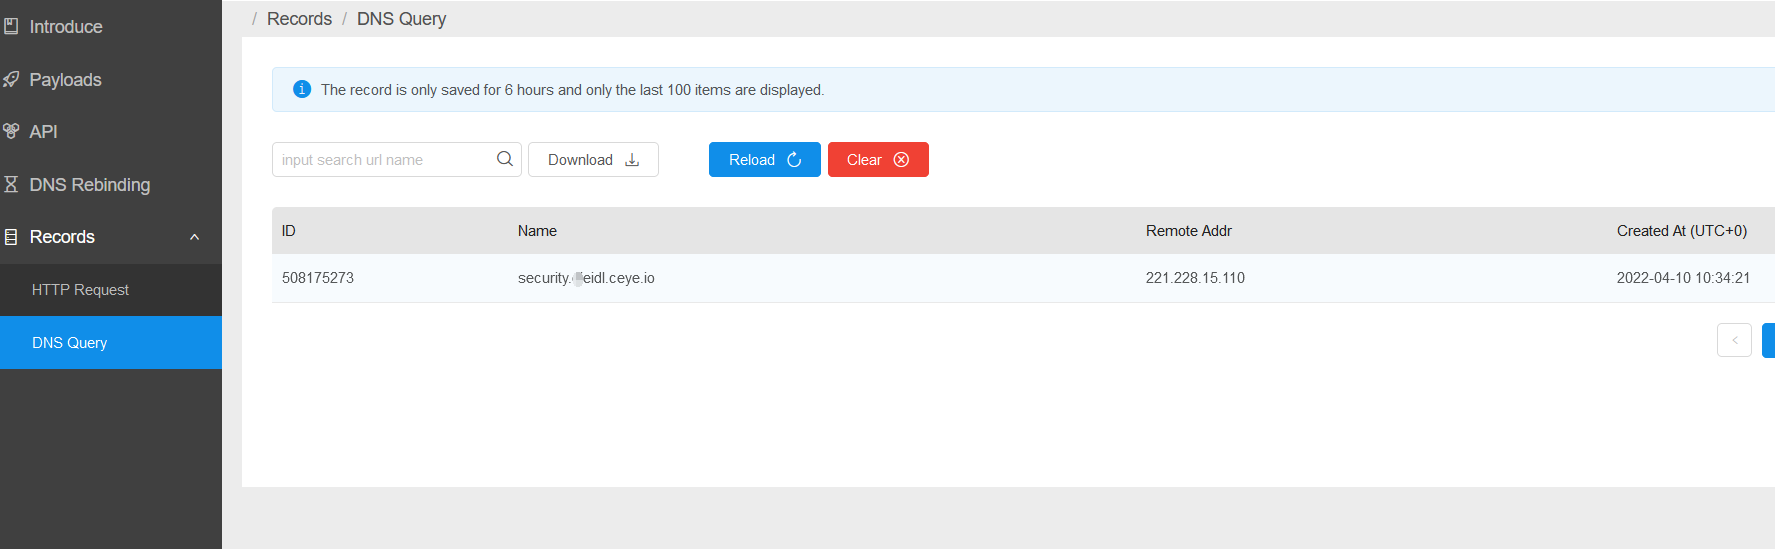 Introduce
Payloads
API
DNS Rebinding
Records
HTTP Request
DNS Query
/ Records / DNS Query
The record is only saved for 6 hours and only the last 100 items are displayed.
input search url name Download Reload Clear
ID Name Remote Addr Created At (UTC+0)
508175273 security. eidl.ceye.io 221.228.15.110 2022-04-10 10:34:21